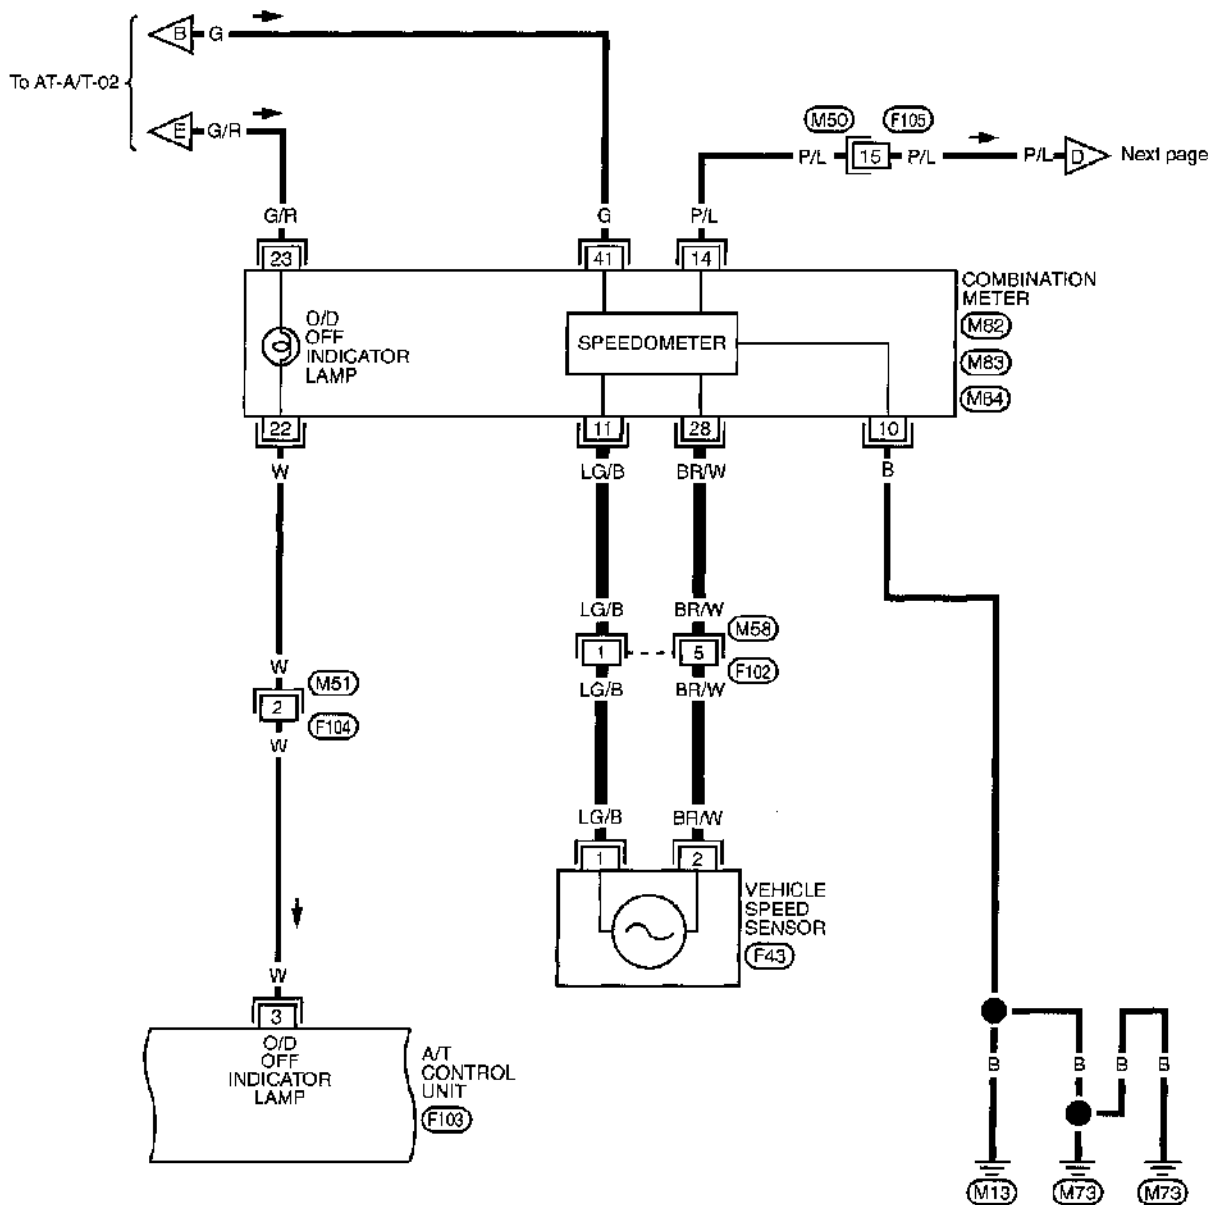 B G
To AT-A/T-02
E G/R
M50 F105
P/L 15 P/L P/L D Next page
G/R G P/L
23 41 14
COMBINATION
METER
M82
M83
M84
O/D
OFF
INDICATOR
LAMP
SPEEDOMETER
22 11 28 10
W LG/B BR/W B
LG/B BR/W
M58
1 5
F102
LG/B BR/W
W
M51
2
F104
W
LG/B BR/W
1 2
VEHICLE
SPEED
SENSOR
F43
W
3
O/D
OFF
INDICATOR
LAMP
A/T
CONTROL
UNIT
F103
B B B B
M13 M73 M73